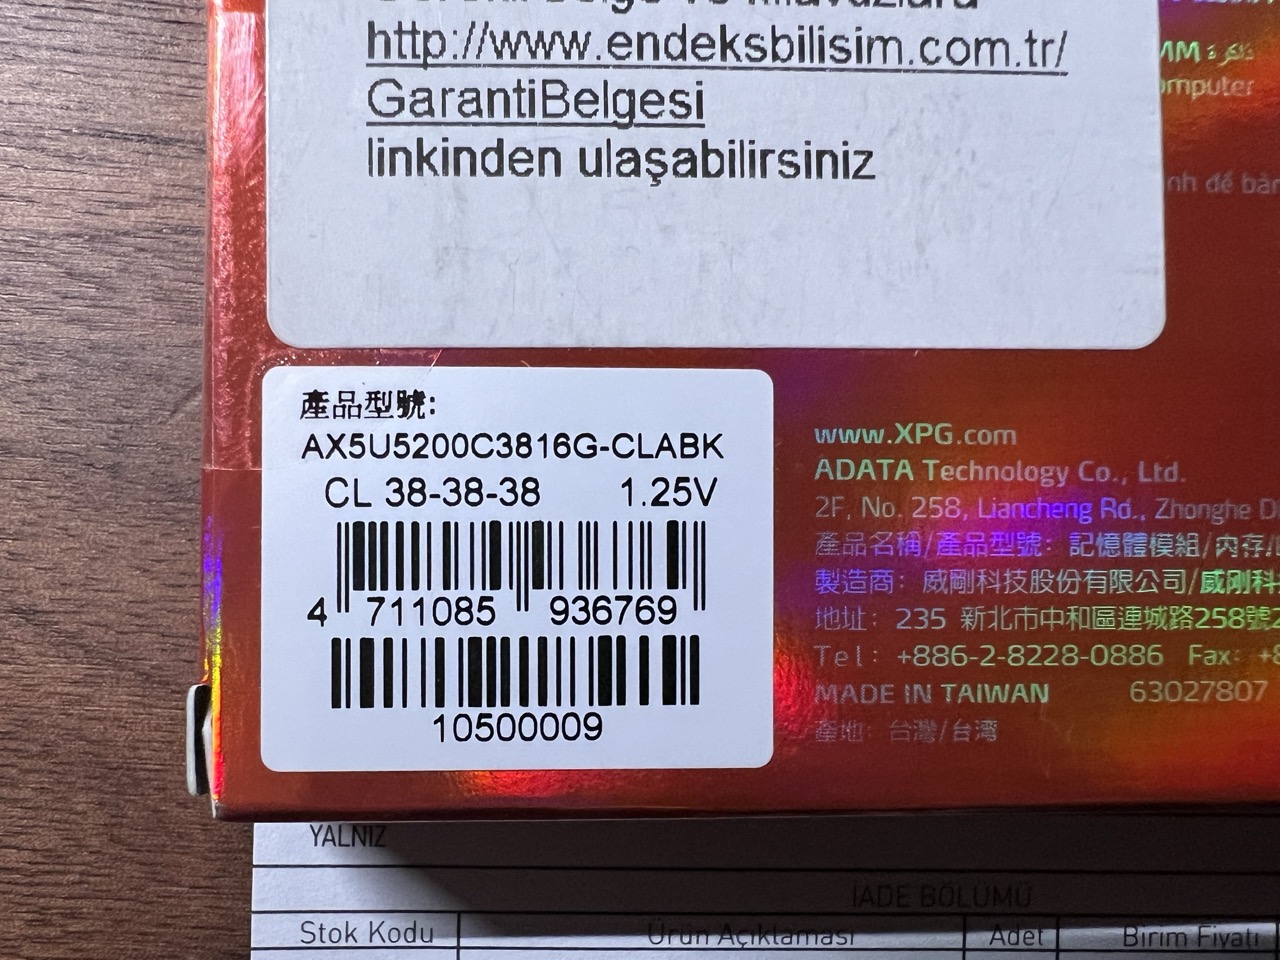 http://www.endeksbilisim.com.tr/
GarantiBelgesi
linkinden ulaşabilirsiniz
MM ذاكرة
omputer
產品型號:
AX5U5200C3816G-CLABK
CL 38-38-38 1.25V
4 711085 936769
10500009
www.XPG.com
ADATA Technology Co., Ltd.
2F, No. 258, Liancheng Rd., Zhonghe D
產品名稱/產品型號: 記憶體模組/內存
製造商: 威剛科技股份有限公司/威剛科
地址: 235 新北市中和區連城路258號2
Tel: +886-2-8228-0886 Fax: +8
MADE IN TAIWAN 63027807
產地: 台灣/台湾
YALNIZ
İADE BÖLÜMÜ
Stok Kodu Ürün Açıklaması Adet Birim Fiyatı